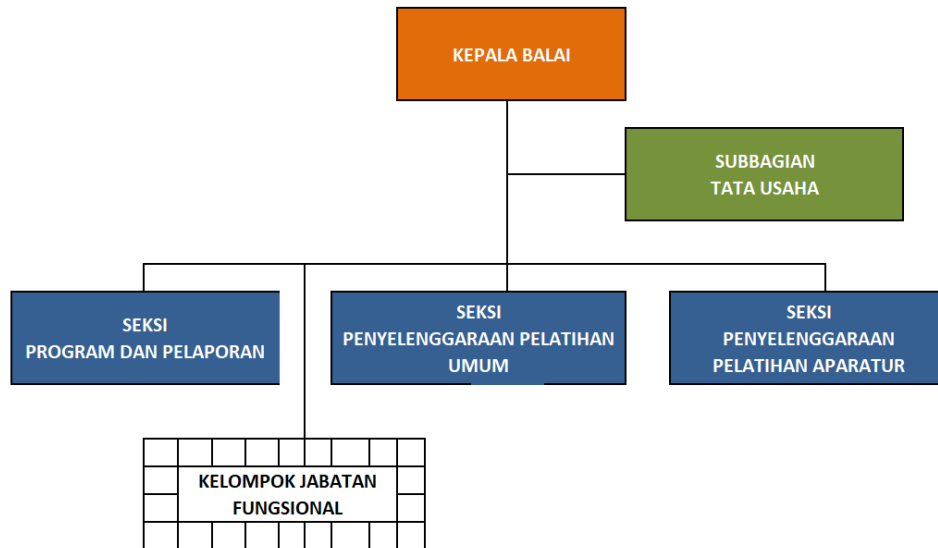 KEPALA BALAI
SUBBAGIAN
TATA USAHA
SEKSI
PROGRAM DAN PELAPORAN
SEKSI
PENYELENGGARAAN PELATIHAN
UMUM
SEKSI
PENYELENGGARAAN
PELATIHAN APARATUR
KELOMPOK JABATAN
FUNGSIONAL